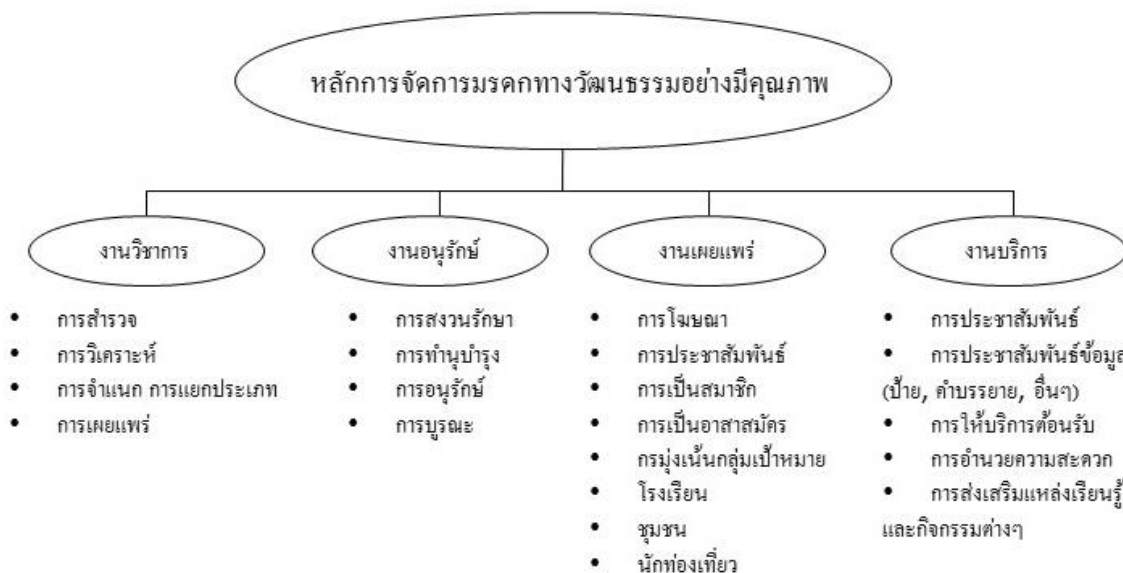 หลักการจัดการมรดกทางวัฒนธรรมอย่างมีคุณภาพ
งานวิชาการ
• การสำรวจ
• การวิเคราะห์
• การจำแนก การแยกประเภท
• การเผยแพร่
งานอนุรักษ์
• การสงวนรักษา
• การทำนุบำรุง
• การอนุรักษ์
• การบูรณะ
งานเผยแพร่
• การโฆษณา
• การประชาสัมพันธ์
• การเป็นสมาชิก
• การเป็นอาสาสมัคร
• กรมุ่งเน้นกลุ่มเป้าหมาย
• โรงเรียน
• ชุมชน
• นักท่องเที่ยว
งานบริการ
• การประชาสัมพันธ์
• การประชาสัมพันธ์ข้อมูล
(ป้าย, คำบรรยาย, อื่นๆ)
• การให้บริการต้อนรับ
• การอำนวยความสะดวก
• การส่งเสริมแหล่งเรียนรู้
และกิจกรรมต่างๆ